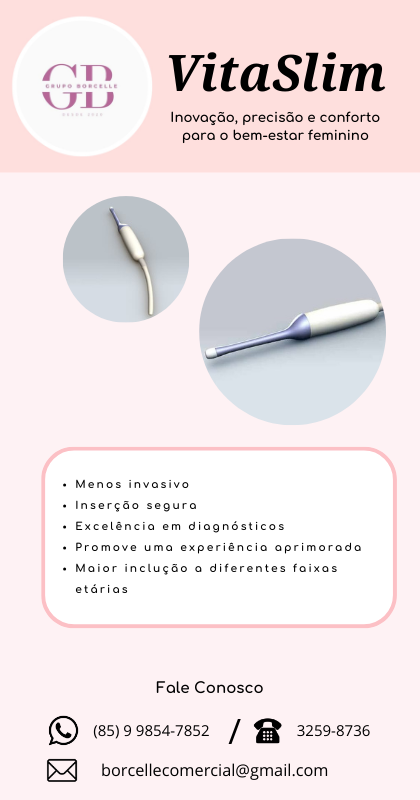 GB
GRUPO BORCELLE
VitaSlim
Inovação, precisão e conforto
para o bem-estar feminino
• Menos invasivo
• Inserção segura
• Excelência em diagnósticos
• Promove uma experiência aprimorada
• Maior inclução a diferentes faixas
etárias
Fale Conosco
(85) 9 9854-7852 / 3259-8736
borcellecomercial@gmail.com